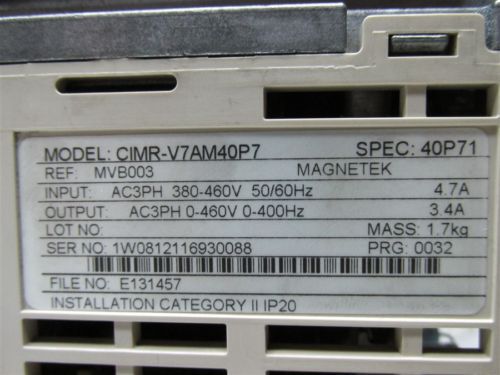 MODEL: CIMR-V7AM40P7 SPEC: 40P71
REF: MVB003 MAGNETEK
INPUT: AC3PH 380-460V 50/60Hz 4.7A
OUTPUT: AC3PH 0-460V 0-400Hz 3.4A
LOT NO: MASS: 1.7kg
SER NO: 1W0812116930088 PRG: 0032
FILE NO: E131457
INSTALLATION CATEGORY II IP20